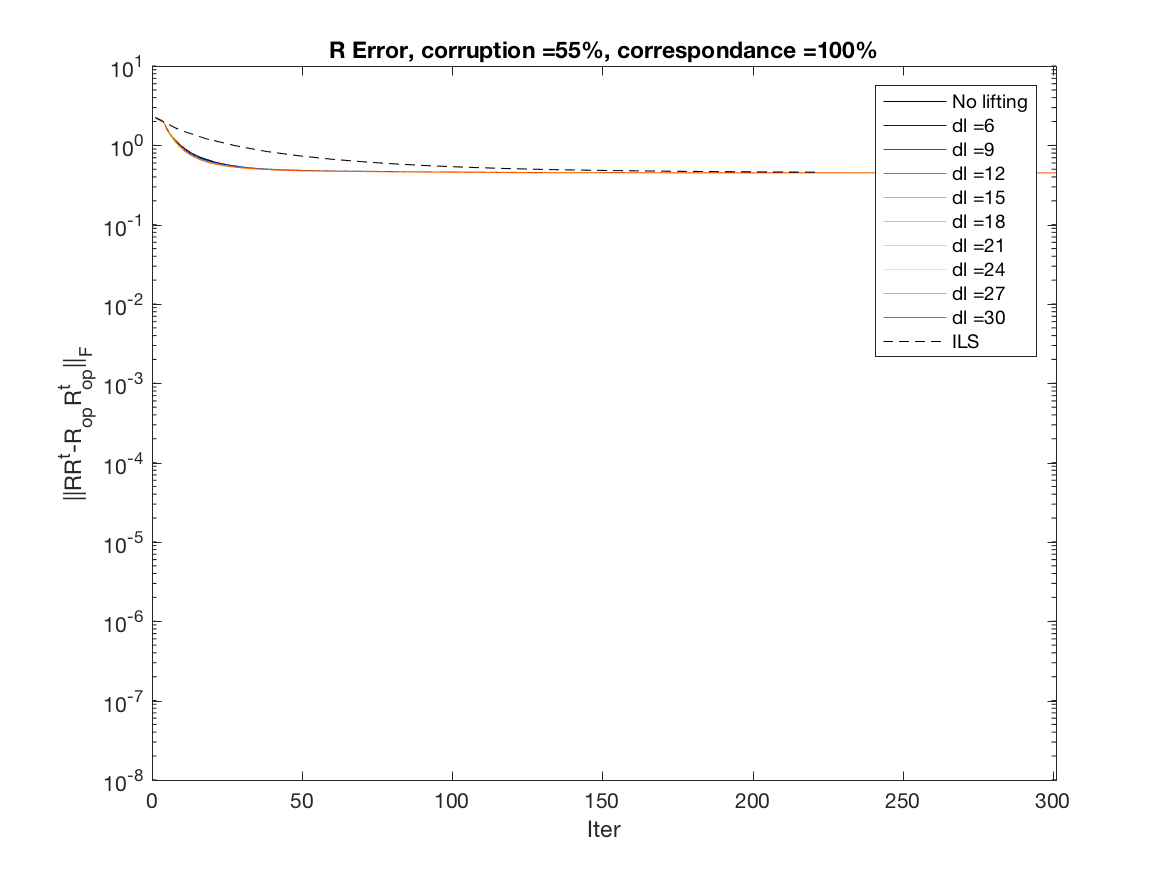 R Error, corruption =55%, correspondance =100%
10^1
10^0
10^-1
10^-2
10^-3
10^-4
10^-5
10^-6
10^-7
10^-8
||RR^t-R_op R^t_op||_F
No lifting
dl =6
dl =9
dl =12
dl =15
dl =18
dl =21
dl =24
dl =27
dl =30
ILS
0 50 100 150 200 250 300
Iter